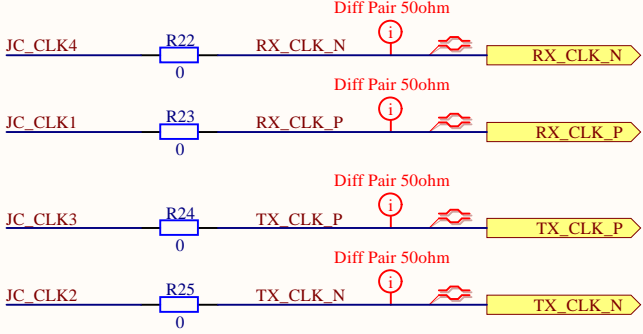 Diff Pair 50ohm
JC_CLK4 R22 RX_CLK_N i RX_CLK_N
0
Diff Pair 50ohm
JC_CLK1 R23 RX_CLK_P i RX_CLK_P
0
Diff Pair 50ohm
JC_CLK3 R24 TX_CLK_P i TX_CLK_P
0
Diff Pair 50ohm
JC_CLK2 R25 TX_CLK_N i TX_CLK_N
0